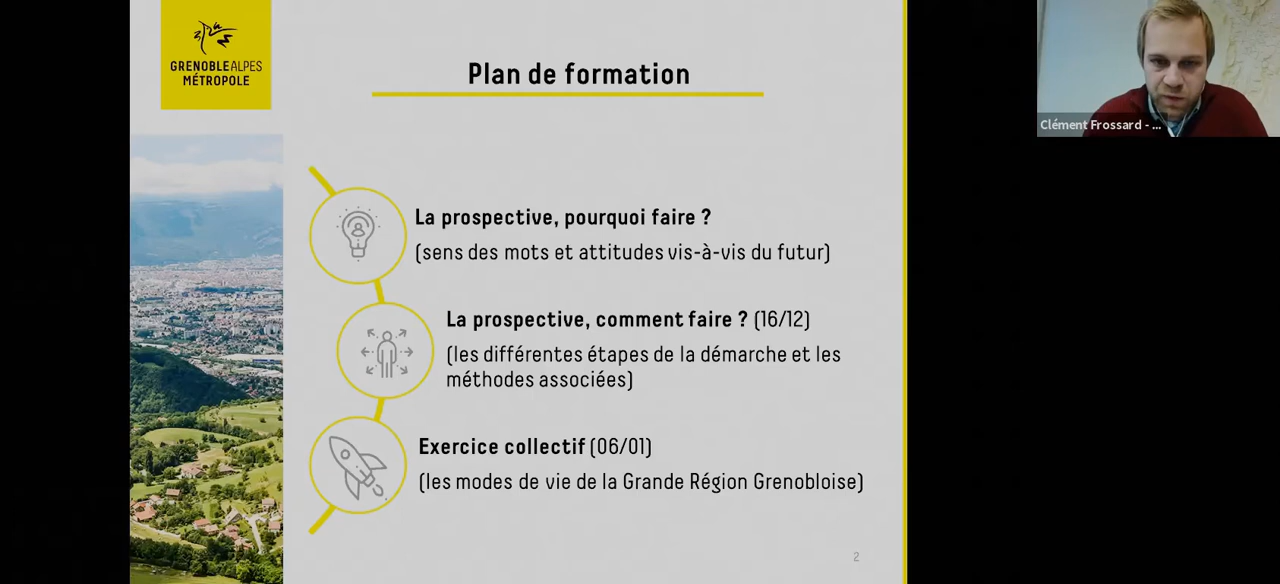 GRENOBLEALPES
MÉTROPOLE
Plan de formation
La prospective, pourquoi faire ?
(sens des mots et attitudes vis-à-vis du futur)
La prospective, comment faire ? (16/12)
(les différentes étapes de la démarche et les
méthodes associées)
Exercice collectif (06/01)
(les modes de vie de la Grande Région Grenobloise)
2
Clément Frossard - ...